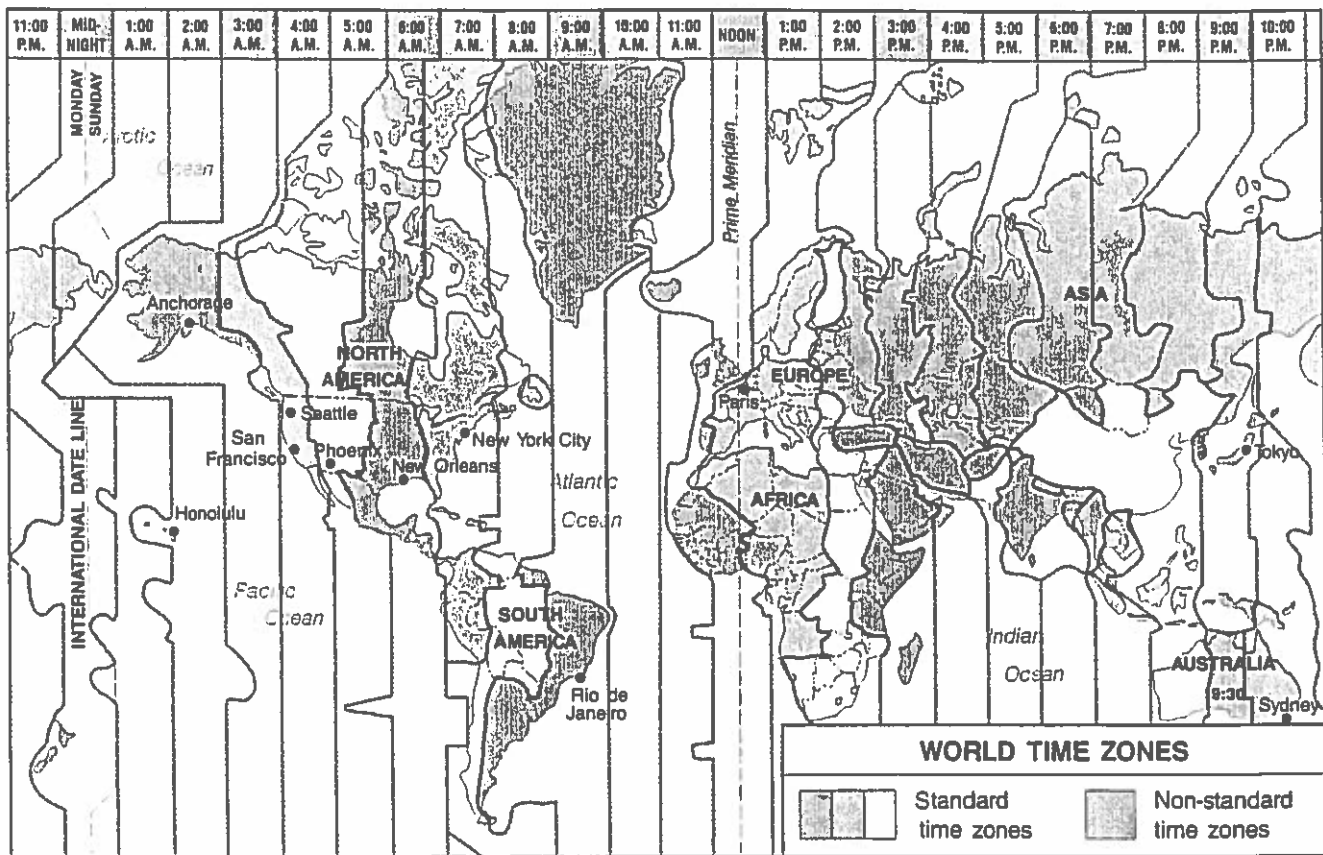 11:00 P.M.
MID-NIGHT
1:00 A.M.
2:00 A.M.
3:00 A.M.
4:00 A.M.
5:00 A.M.
6:00 A.M.
7:00 A.M.
8:00 A.M.
9:00 A.M.
10:00 A.M.
11:00 A.M.
NOON
1:00 P.M.
2:00 P.M.
3:00 P.M.
4:00 P.M.
5:00 P.M.
6:00 P.M.
7:00 P.M.
8:00 P.M.
9:00 P.M.
10:00 P.M.
MONDAY
SUNDAY
Arctic
Ocean
Prime Meridian
Anchorage
NORTH
AMERICA
ASIA
EUROPE
Paris
Seattle
San
Francisco
Phoenix
New York City
New Orleans
Tokyo
INTERNATIONAL DATE LINE
Honolulu
Atlantic
Ocean
AFRICA
Pacific
Ocean
SOUTH
AMERICA
Indian
Ocean
Rio de
Janeiro
AUSTRALIA
9:30
Sydney
WORLD TIME ZONES
Standard
time zones
Non-standard
time zones